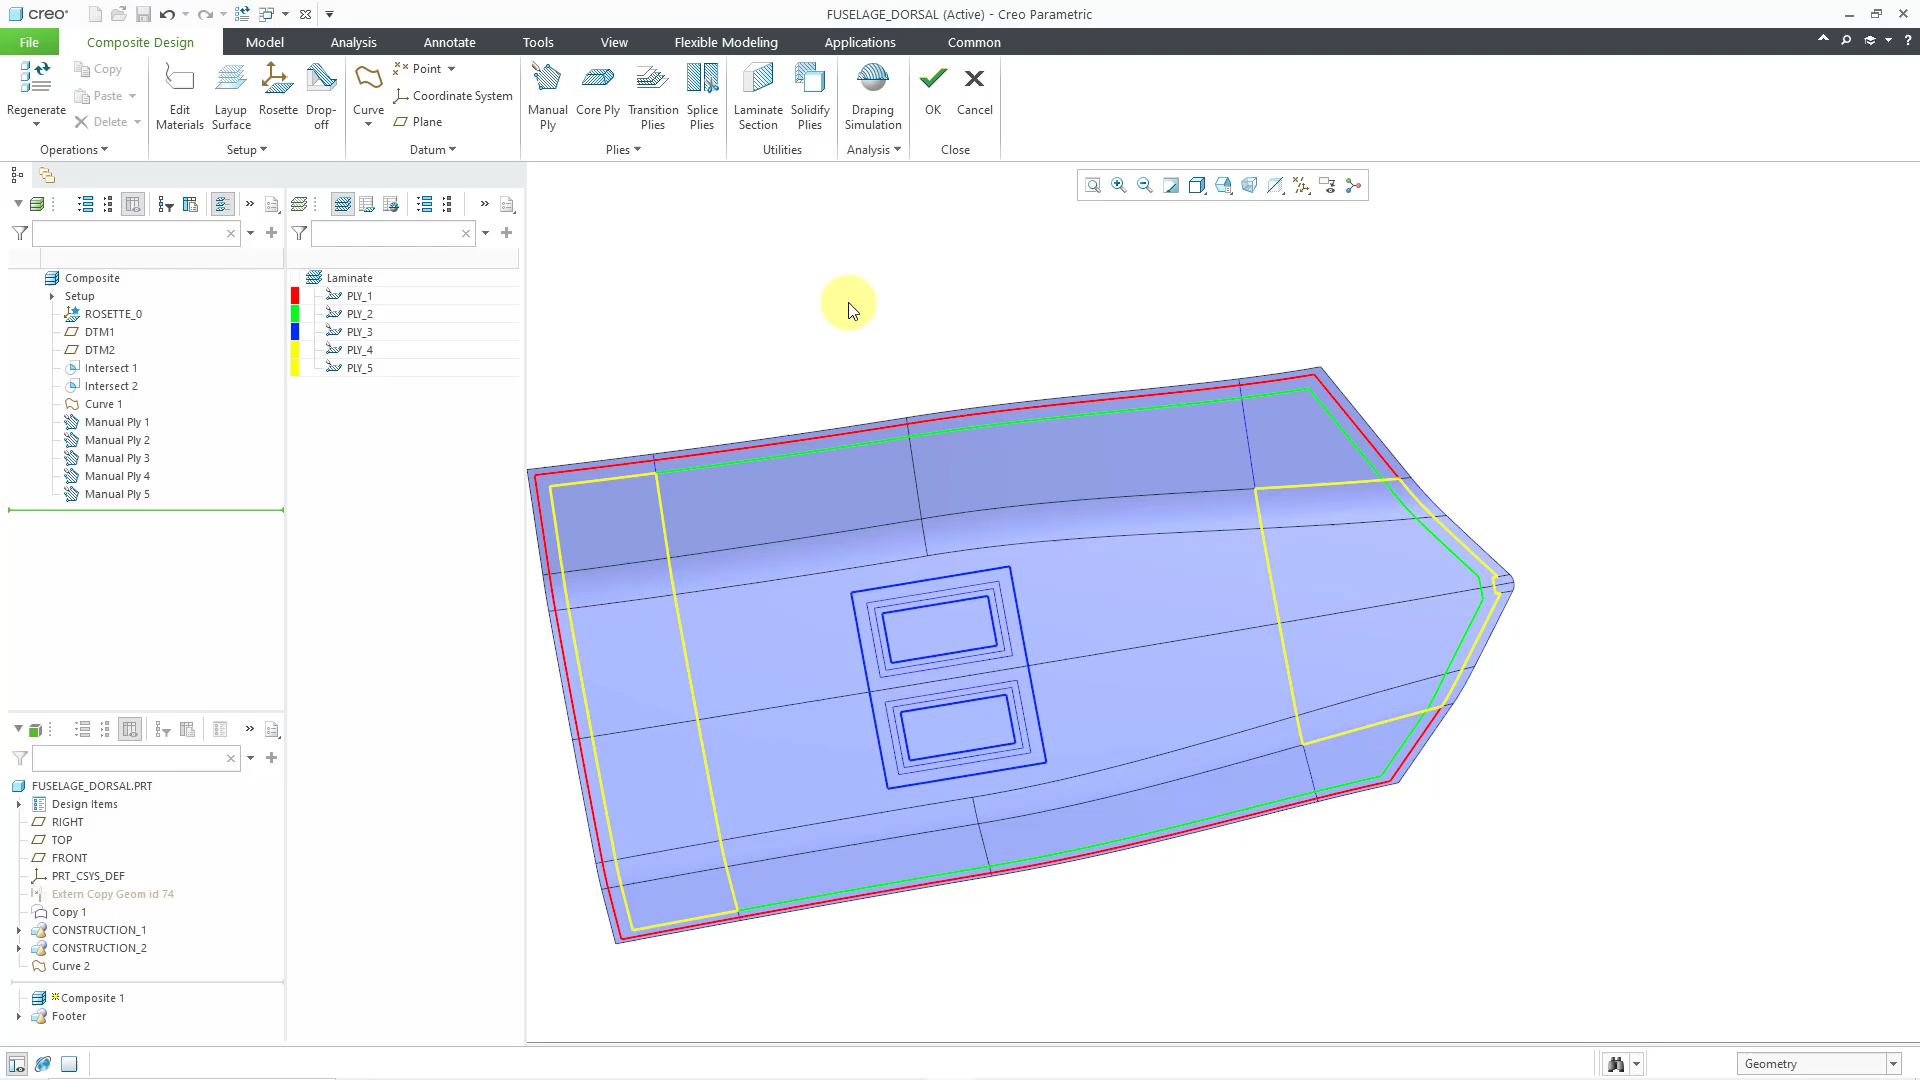 creo
FUSELAGE_DORSAL (Active) - Creo Parametric
File
Composite Design
Model
Analysis
Annotate
Tools
View
Flexible Modeling
Applications
Common
Regenerate
Copy
Paste
Delete
Operations
Edit Materials
Layup Surface
Rosette
Drop-off
Setup
Curve
Point
Coordinate System
Plane
Datum
Manual Ply
Core Ply
Transition Plies
Splice Plies
Plies
Laminate Section
Solidify Plies
Utilities
Draping Simulation
Analysis
OK
Cancel
Close
Composite
Setup
ROSETTE_0
DTM1
DTM2
Intersect 1
Intersect 2
Curve 1
Manual Ply 1
Manual Ply 2
Manual Ply 3
Manual Ply 4
Manual Ply 5
Laminate
PLY_1
PLY_2
PLY_3
PLY_4
PLY_5
FUSELAGE_DORSAL.PRT
Design Items
RIGHT
TOP
FRONT
PRT_CSYS_DEF
Extern Copy Geom id 74
Copy 1
CONSTRUCTION_1
CONSTRUCTION_2
Curve 2
Composite 1
Footer
Geometry